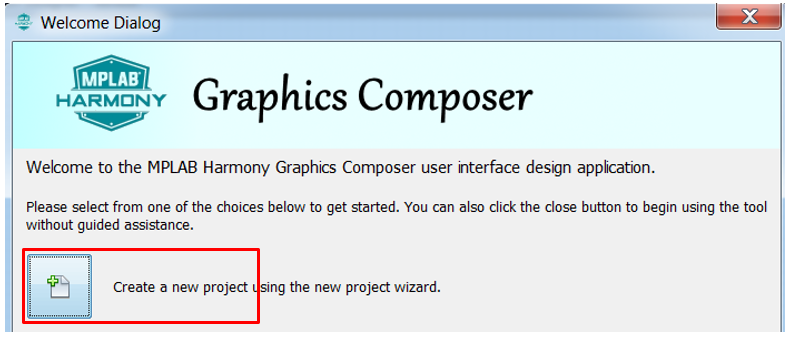 Welcome Dialog
MPLAB
HARMONY
Graphics Composer
Welcome to the MPLAB Harmony Graphics Composer user interface design application.
Please select from one of the choices below to get started. You can also click the close button to begin using the tool
without guided assistance.
Create a new project using the new project wizard.